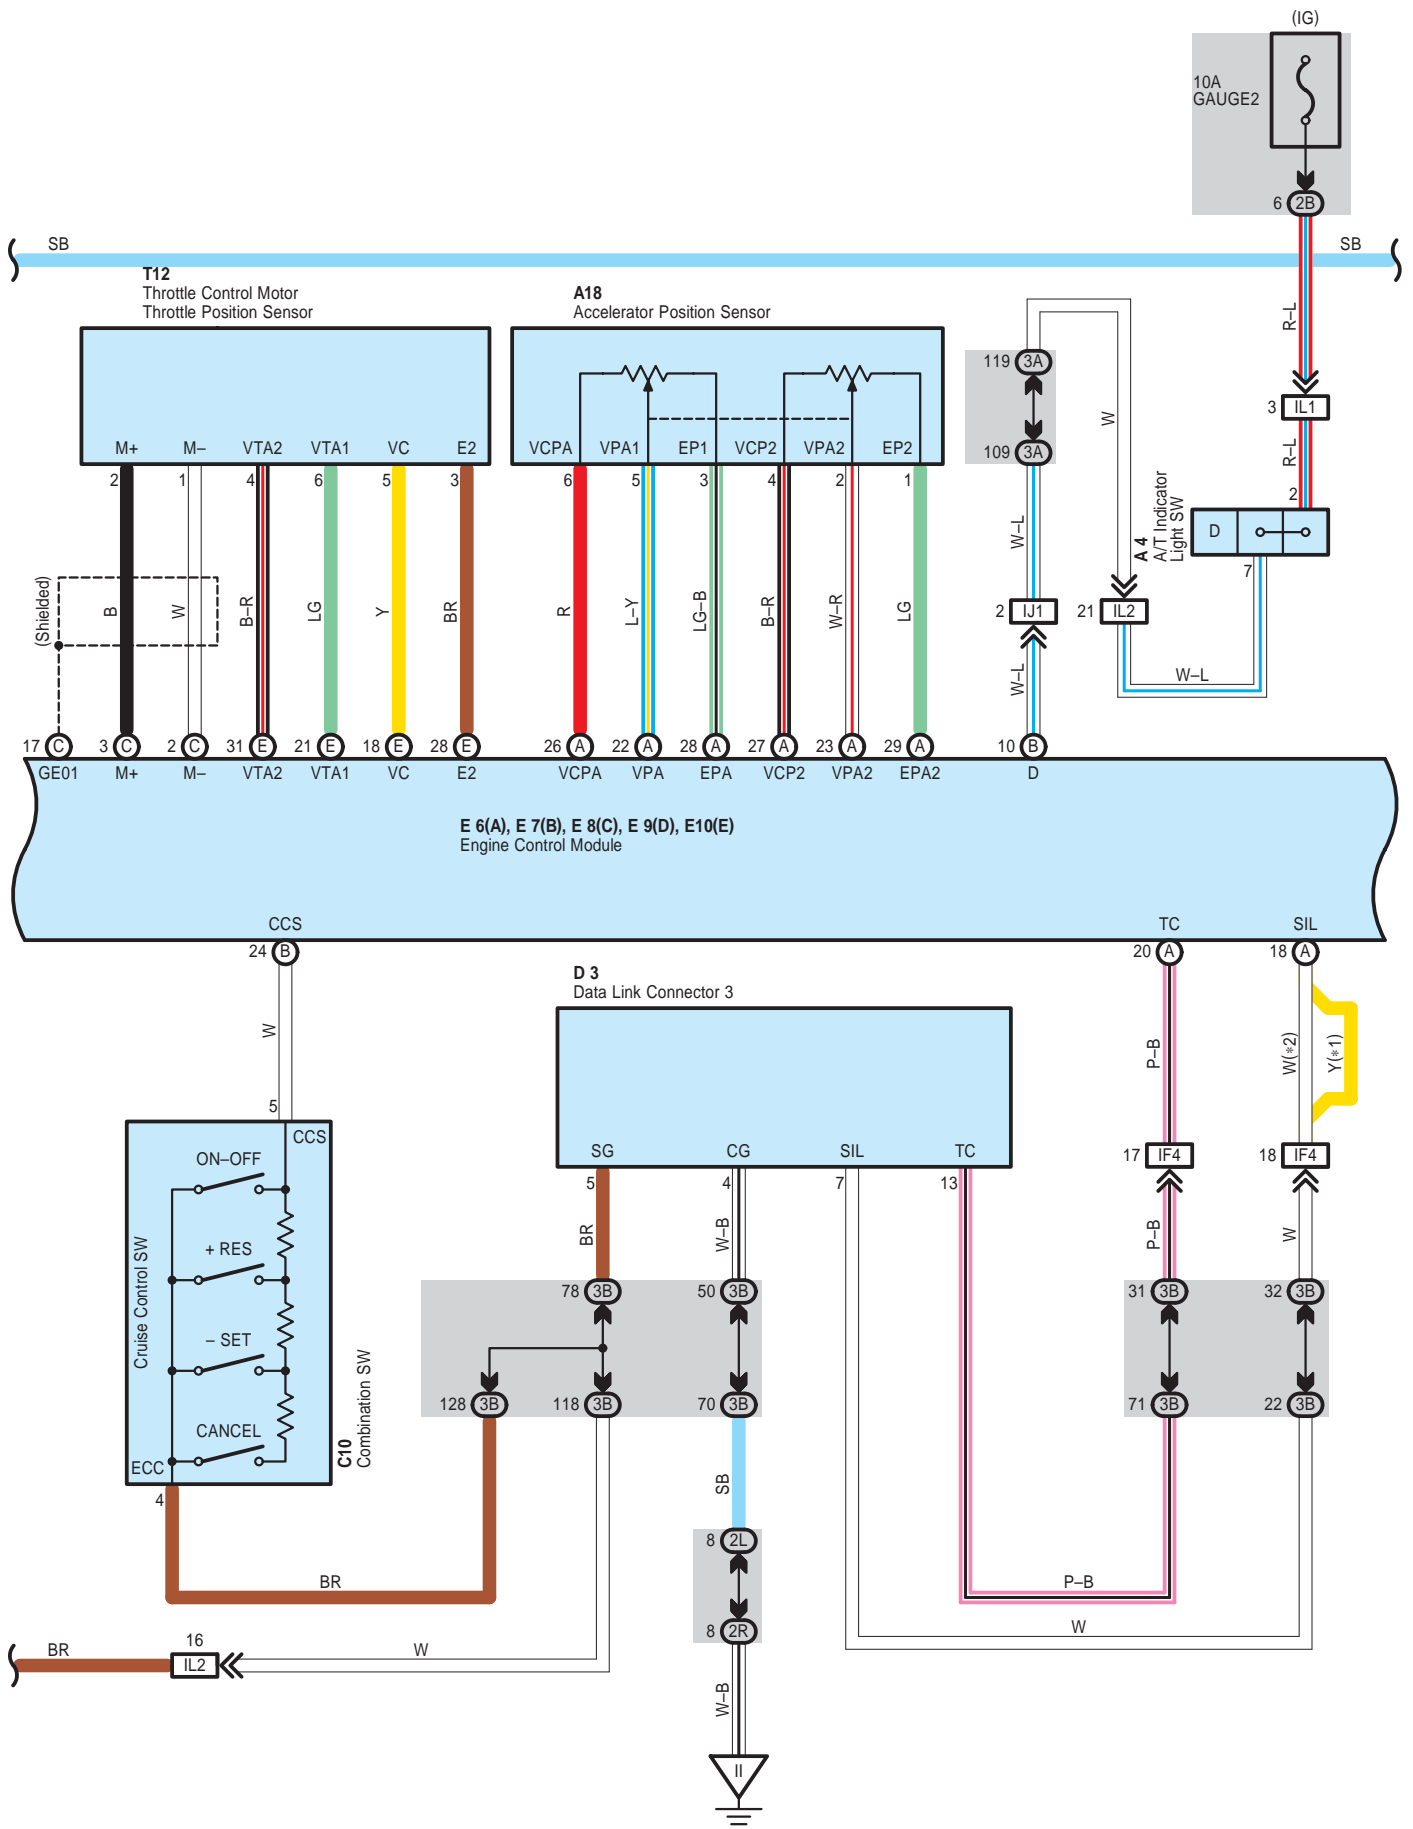 (IG)
10A
GAUGE2
6 2B
SB
SB
R–L
T12
Throttle Control Motor
Throttle Position Sensor
A18
Accelerator Position Sensor
119 3A
109 3A
W
3 IL1
R–L
M+ M– VTA2 VTA1 VC E2
VCPA VPA1 EP1 VCP2 VPA2 EP2
2 1 4 6 5 3
6 5 3 4 2 1
2
A 4
A/T Indicator
Light SW
D
7
(Shielded)
B W B–R LG Y BR
R L–Y LG–B B–R W–R LG
W–L
2 IJ1
21 IL2
W–L
W–L
17 C 3 C 2 C 31 E 21 E 18 E 28 E
26 A 22 A 28 A 27 A 23 A 29 A 10 B
GE01 M+ M– VTA2 VTA1 VC E2
VCPA VPA EPA VCP2 VPA2 EPA2 D
E 6(A), E 7(B), E 8(C), E 9(D), E10(E)
Engine Control Module
CCS TC SIL
24 B 20 A 18 A
D 3
Data Link Connector 3
W
P–B
W(∗2)
Y(∗1)
5
CCS
ON–OFF
+ RES
– SET
CANCEL
ECC
Cruise Control SW
C10
Combination SW
4
SG CG SIL TC
5 4 7 13
17 IF4 18 IF4
BR W–B P–B W
78 3B 50 3B 31 3B 32 3B
128 3B 118 3B 70 3B 71 3B 22 3B
SB
8 2L
BR
P–B
8 2R
W
BR
16
IL2
W
W–B
II